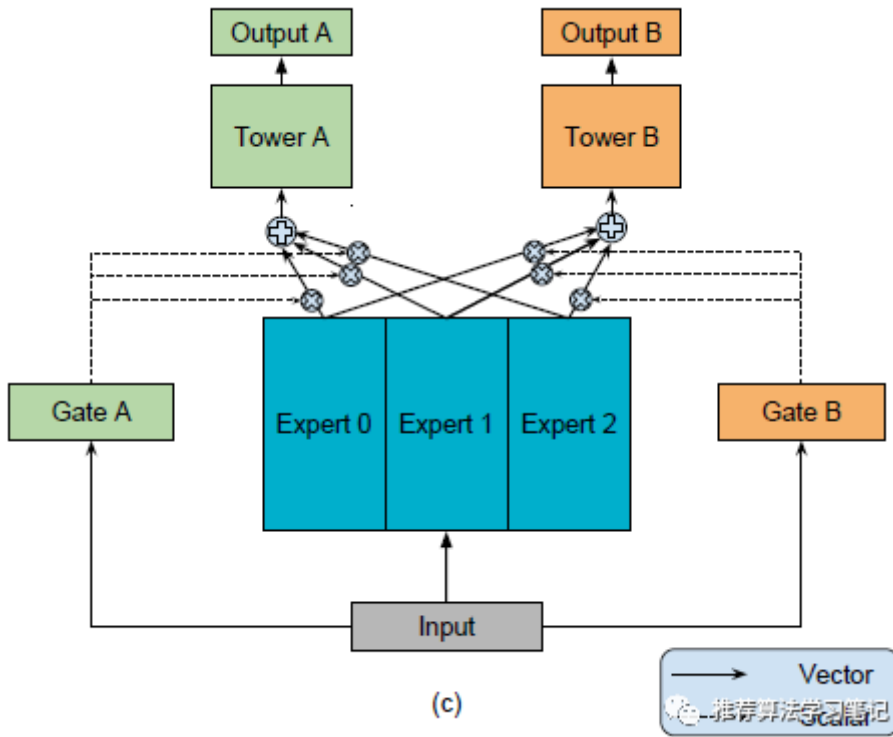 Output A
Output B
Tower A
Tower B
Gate A
Expert 0
Expert 1
Expert 2
Gate B
Input
Vector
Scalar
推荐算法学习笔记
(c)